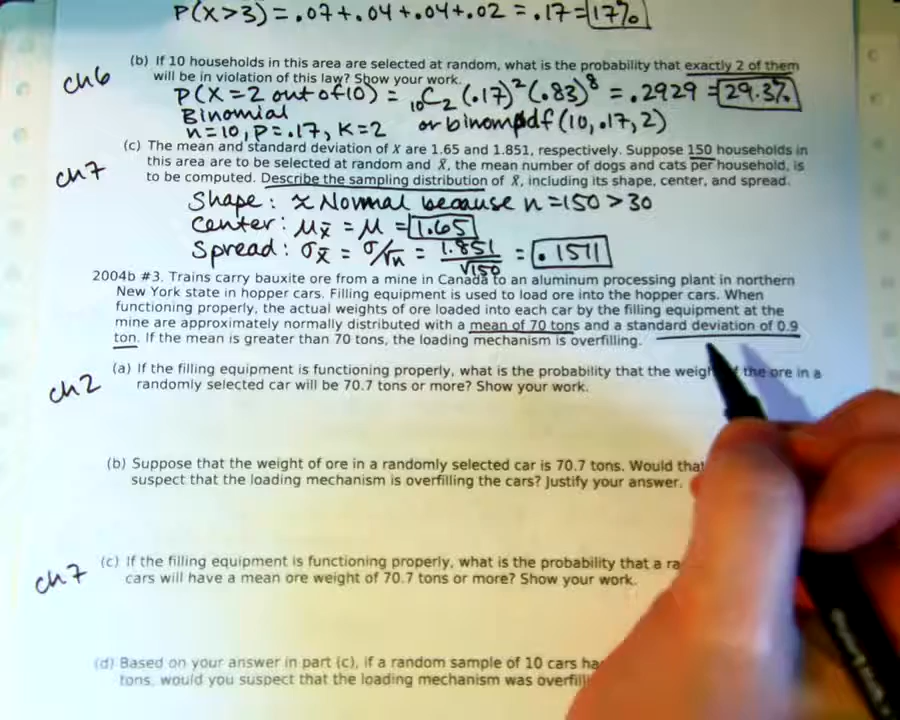 P(X>3) = .07+.04+.04+.02 = .17 = 17%
(b) If 10 households in this area are selected at random, what is the probability that exactly 2 of them
ch6
will be in violation of this law? Show your work.
P(X=2 out of 10) = ₁₀C₂ (.17)²(.83)⁸ = .2929 = 29.3%
Binomial
n=10, p=.17, K=2 or binompdf(10,.17,2)
(c) The mean and standard deviation of X are 1.65 and 1.851, respectively. Suppose 150 households in
ch7
this area are to be selected at random and X̄, the mean number of dogs and cats per household, is
to be computed. Describe the sampling distribution of X̄, including its shape, center, and spread.
Shape: ≈ Normal because n=150 >30
Center: μx̄ = μ = 1.65
Spread: σx̄ = σ/√n = 1.851/√150 = .1511
2004b #3. Trains carry bauxite ore from a mine in Canada to an aluminum processing plant in northern
New York state in hopper cars. Filling equipment is used to load ore into the hopper cars. When
functioning properly, the actual weights of ore loaded into each car by the filling equipment at the
mine are approximately normally distributed with a mean of 70 tons and a standard deviation of 0.9
ton. If the mean is greater than 70 tons, the loading mechanism is overfilling.
(a) If the filling equipment is functioning properly, what is the probability that the the ore in a
ch2
randomly selected car will be 70.7 tons or more? Show your work.
(b) Suppose that the weight of ore in a randomly selected car is 70.7 tons. Would that
suspect that the loading mechanism is overfilling the cars? Justify your answer.
(c) If the filling equipment is functioning properly, what is the probability that a
ch7
cars will have a mean ore weight of 70.7 tons or more? Show your work.
(d) Based on your answer in part (c), if a random sample of 10 cars
tons, would you suspect that the loading mechanism was